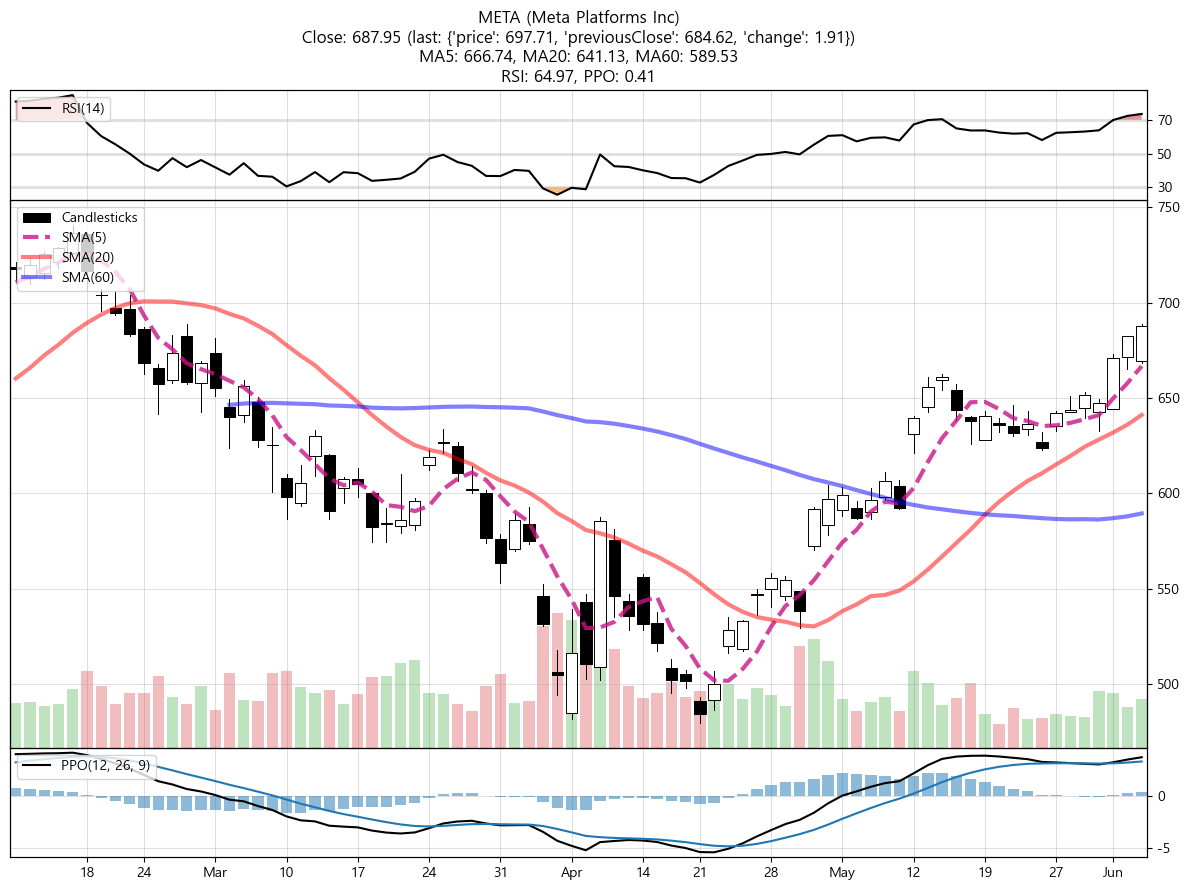 META (Meta Platforms Inc)
Close: 687.95 (last: {'price': 697.71, 'previousClose': 684.62, 'change': 1.91})
MA5: 666.74, MA20: 641.13, MA60: 589.53
RSI: 64.97, PPO: 0.41
RSI(14)
70
50
30
Candlesticks
SMA(5)
SMA(20)
SMA(60)
750
700
650
600
550
500
PPO(12, 26, 9)
0
-5
18 24 Mar 10 17 24 31 Apr 14 21 28 May 12 19 27 Jun